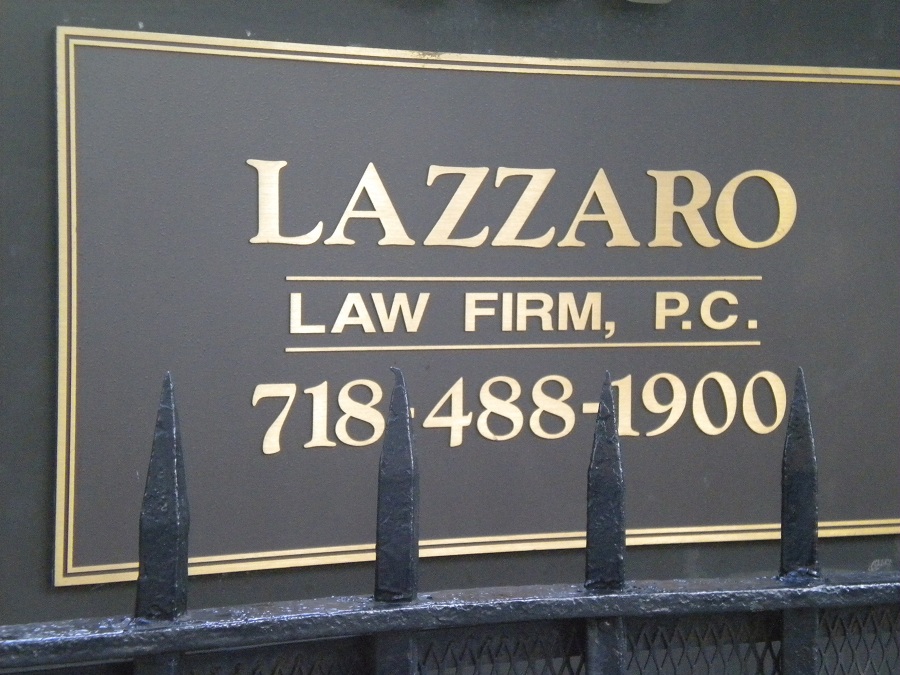 LAZZARO
LAW FIRM, P.C.
718-488-1900